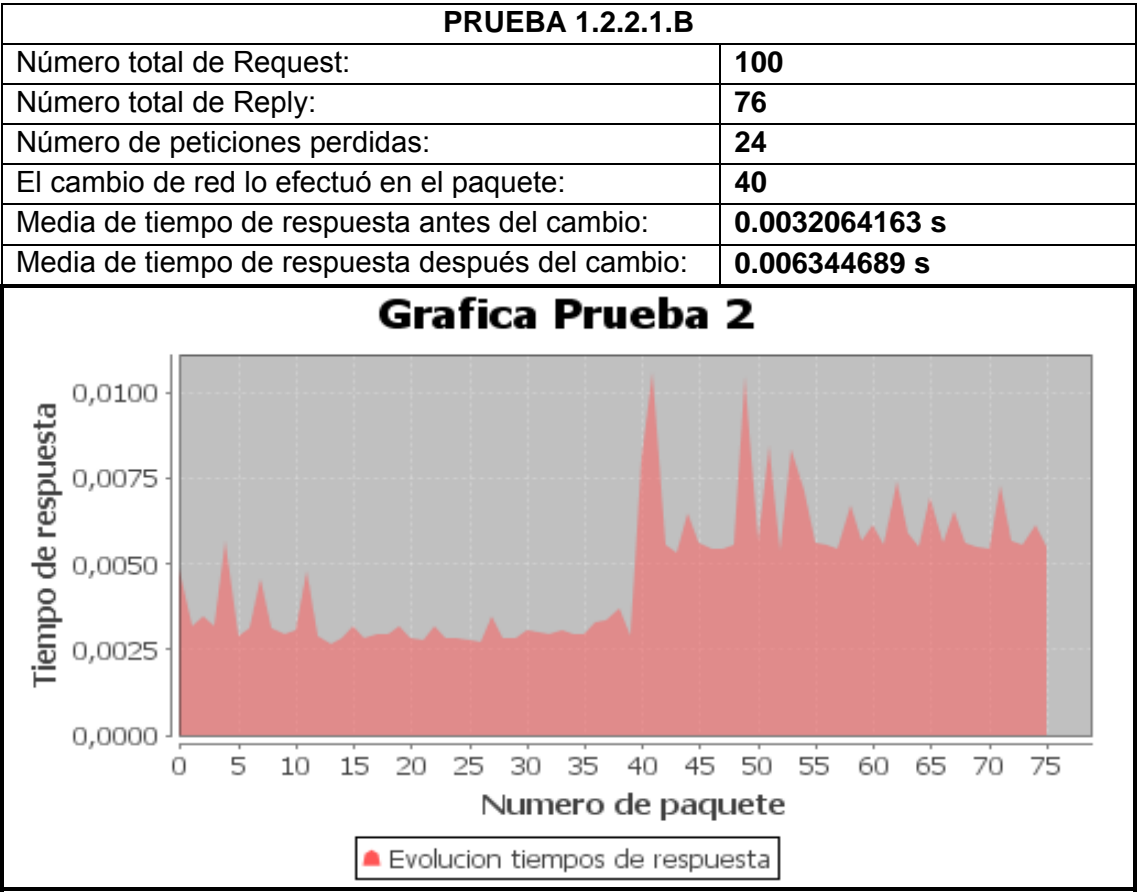 PRUEBA 1.2.2.1.B
Número total de Request: 100
Número total de Reply: 76
Número de peticiones perdidas: 24
El cambio de red lo efectuó en el paquete: 40
Media de tiempo de respuesta antes del cambio: 0.0032064163 s
Media de tiempo de respuesta después del cambio: 0.006344689 s
Grafica Prueba 2
Tiempo de respuesta
0,0100
0,0075
0,0050
0,0025
0,0000
0 5 10 15 20 25 30 35 40 45 50 55 60 65 70 75
Numero de paquete
Evolucion tiempos de respuesta